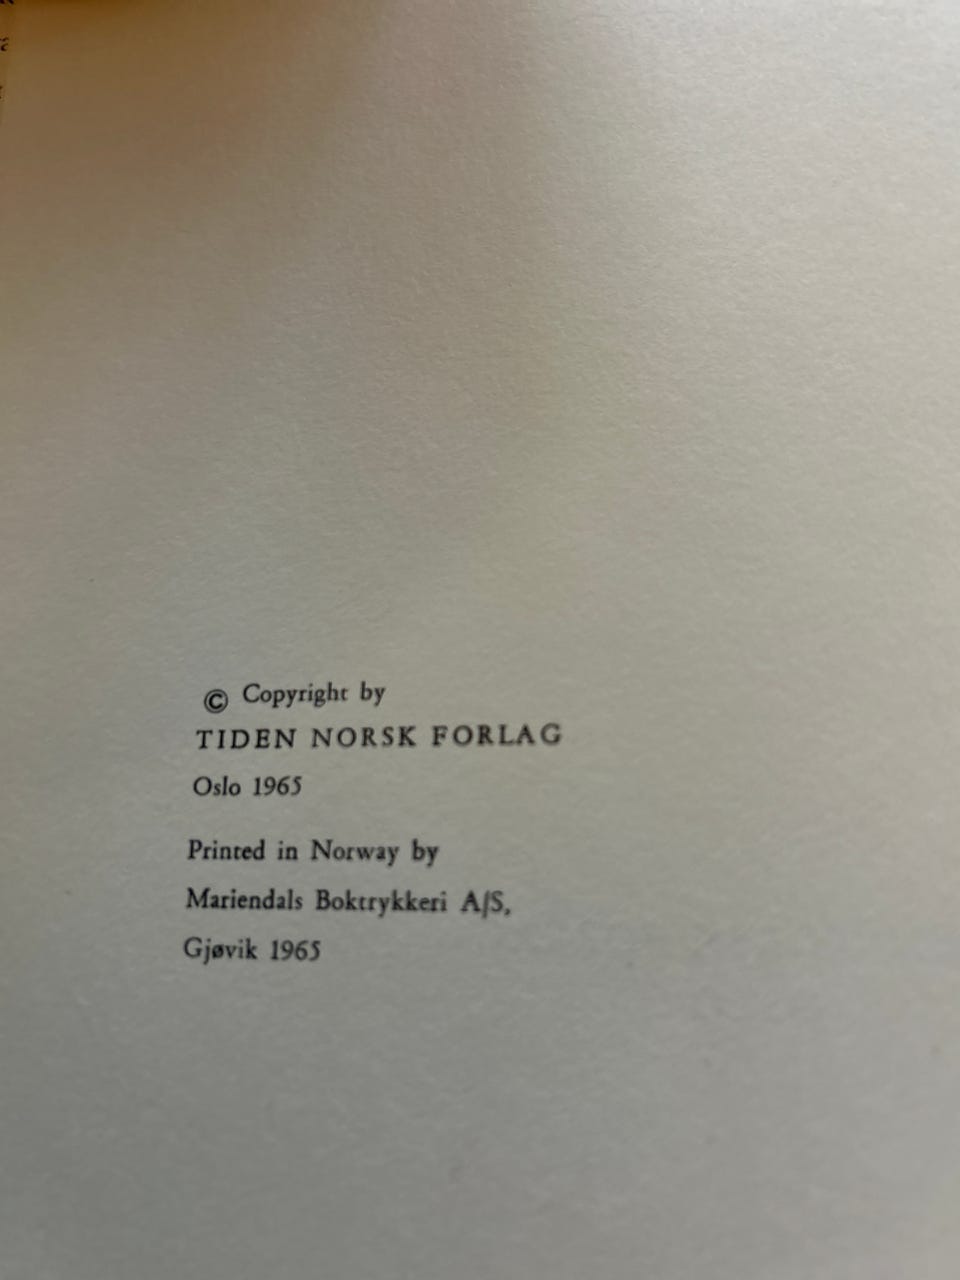 © Copyright by
TIDEN NORSK FORLAG
Oslo 1965
Printed in Norway by
Mariendals Boktrykkeri A/S,
Gjøvik 1965